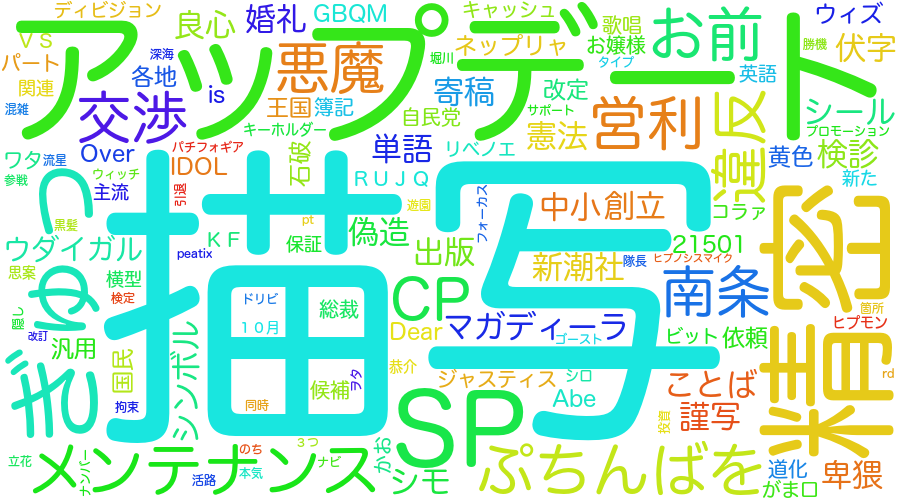 ディビジョン
良心
婚礼
GBQM
キャッシュ
歌唱
ウィズ
ＶＳ
深海
アップデート
ネップリャ
お嬢様
お前
勝機
伏字
パート
各地
悪魔
堀川
タイプ
英語
関連
混雑
交渉
is
王国
簿記
寄稿
改定
営利
違反
シール
自民党
サポート
プロモーション
キーホルダー
憲法
ワタ
流星
Over
パチフォギア
石破
単語
リベノエ
黄色
検診
参戦
ウィッチ
主流
IDOL
引退
ＲＵＪＱ
新た
ぎゅっ
黒髪
描写
遊園
フォーカス
中小
創立
コラァ
精密
pt
ウダイガル
ＫＦ
保証
偽造
出版
21501
思案
横型
peatix
新潮社
隊長
ヒプノシスマイク
検定
ドリビ
総裁
CP
南条
箇所
隠し
シンボル
１０月
Dear
マガディーラ
ビット
依頼
ヒプモン
改訂
汎用
ゴースト
国民
候補
ヲタ
恭介
ジャスティス
シロ
ことば
rd
拘束
同時
SP
Abe
投資
謹写
のち
３つ
かお
立花
ナンバー
メンテナンス
ナビ
活路
本気
シモ
ぷちんばを
道化
がま口
卑猥